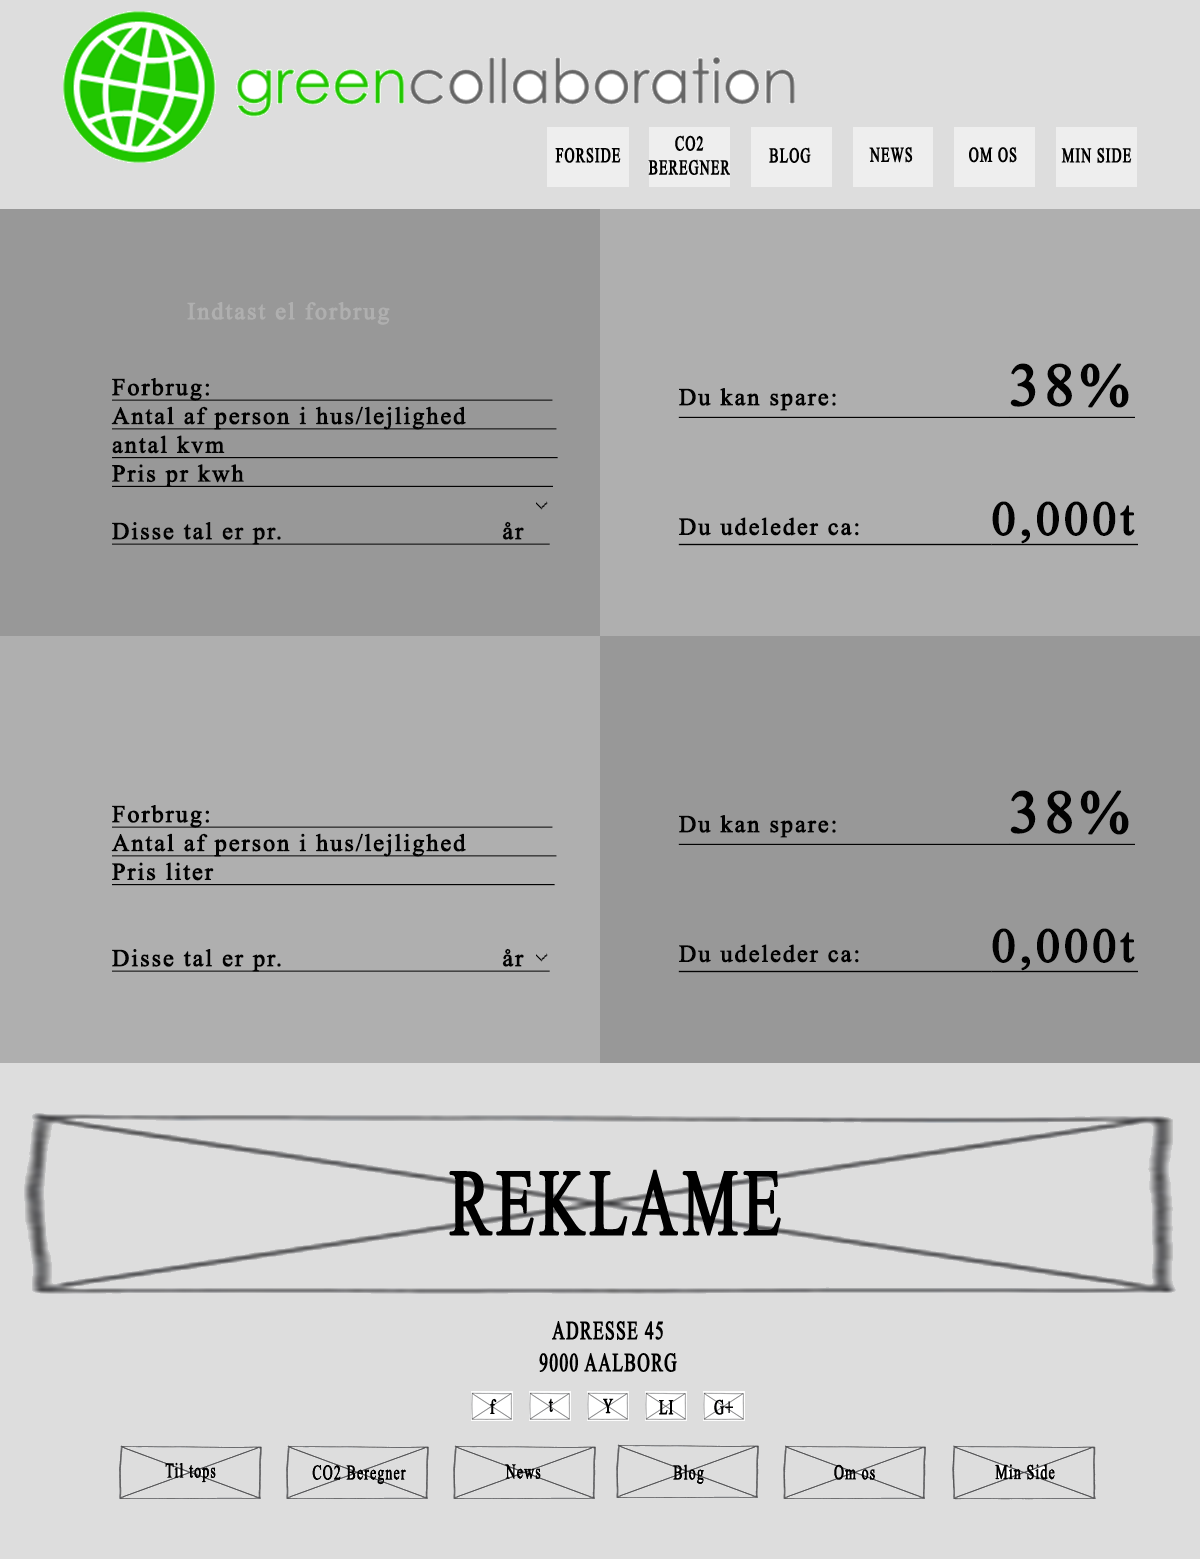 greencollaboration
FORSIDE
CO2
BEREGNER
BLOG
NEWS
OM OS
MIN SIDE
Indtast el forbrug
Forbrug:
Antal af person i hus/lejlighed
antal kvm
Pris pr kwh
Disse tal er pr. år
Du kan spare: 38%
Du udeleder ca: 0,000t
Forbrug:
Antal af person i hus/lejlighed
Pris liter
Disse tal er pr. år
Du kan spare: 38%
Du udeleder ca: 0,000t
REKLAME
ADRESSE 45
9000 AALBORG
f t Y LI G+
Til tops
CO2 Beregner
News
Blog
Om os
Min Side